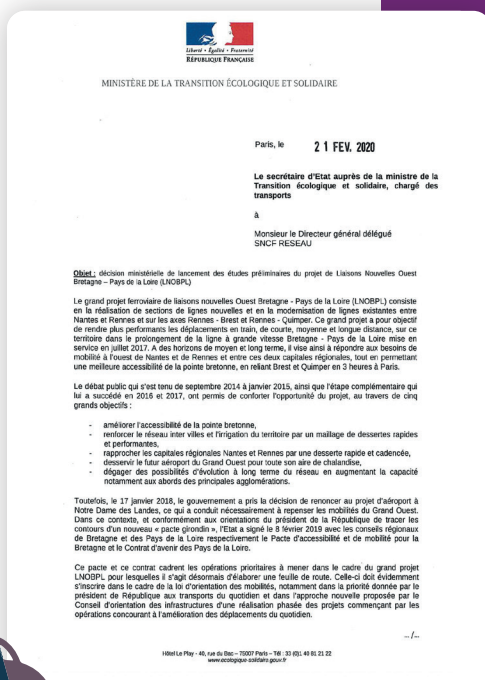 Liberté • Égalité • Fraternité
RÉPUBLIQUE FRANÇAISE
MINISTÈRE DE LA TRANSITION ÉCOLOGIQUE ET SOLIDAIRE
Paris, le 21 FEV. 2020
Le secrétaire d'Etat auprès de la ministre de la
Transition écologique et solidaire, chargé des
transports
à
Monsieur le Directeur général délégué
SNCF RESEAU
Objet : décision ministérielle de lancement des études préliminaires du projet de Liaisons Nouvelles Ouest
Bretagne – Pays de la Loire (LNOBPL)
Le grand projet ferroviaire de liaisons nouvelles Ouest Bretagne - Pays de la Loire (LNOBPL) consiste
en la réalisation de sections de lignes nouvelles et en la modernisation de lignes existantes entre
Nantes et Rennes et sur les axes Rennes - Brest et Rennes - Quimper. Ce grand projet a pour objectif
de rendre plus performants les déplacements en train, de courte, moyenne et longue distance, sur ce
territoire dans le prolongement de la ligne à grande vitesse Bretagne - Pays de la Loire mise en
service en juillet 2017. A des horizons de moyen et long terme, il vise ainsi à répondre aux besoins de
mobilité à l'ouest de Nantes et de Rennes et entre ces deux capitales régionales, tout en permettant
une meilleure accessibilité de la pointe bretonne, en reliant Brest et Quimper en 3 heures à Paris.
Le débat public qui s'est tenu de septembre 2014 à janvier 2015, ainsi que l'étape complémentaire qui
lui a succédé en 2016 et 2017, ont permis de conforter l'opportunité du projet, au travers de cinq
grands objectifs :
- améliorer l'accessibilité de la pointe bretonne,
- renforcer le réseau inter villes et l'irrigation du territoire par un maillage de dessertes rapides
et performantes,
- rapprocher les capitales régionales Nantes et Rennes par une desserte rapide et cadencée,
- desservir le futur aéroport du Grand Ouest pour toute son aire de chalandise,
- dégager des possibilités d'évolution à long terme du réseau en augmentant la capacité
notamment aux abords des principales agglomérations.
Toutefois, le 17 janvier 2018, le gouvernement a pris la décision de renoncer au projet d'aéroport à
Notre Dame des Landes, ce qui a conduit nécessairement à repenser les mobilités du Grand Ouest.
Dans ce contexte, et conformément aux orientations du président de la République de tracer les
contours d'un nouveau « pacte girondin », l'Etat a signé le 8 février 2019 avec les conseils régionaux
de Bretagne et des Pays de la Loire respectivement le Pacte d'accessibilité et de mobilité pour la
Bretagne et le Contrat d'avenir des Pays de la Loire.
Ce pacte et ce contrat cadrent les opérations prioritaires à mener dans le cadre du grand projet
LNOBPL pour lesquelles il s'agit désormais d'élaborer une feuille de route. Celle-ci doit évidemment
s'inscrire dans le cadre de la loi d'orientation des mobilités, notamment dans la priorité donnée par le
président de République aux transports du quotidien et dans l'approche nouvelle proposée par le
Conseil d'orientation des infrastructures d'une réalisation phasée des projets commençant par les
opérations concourant à l'amélioration des déplacements du quotidien.
.../...
Hôtel Le Play - 40, rue du Bac – 75007 Paris – Tél : 33 (0)1 40 81 21 22
www.ecologique-solidaire.gouv.fr